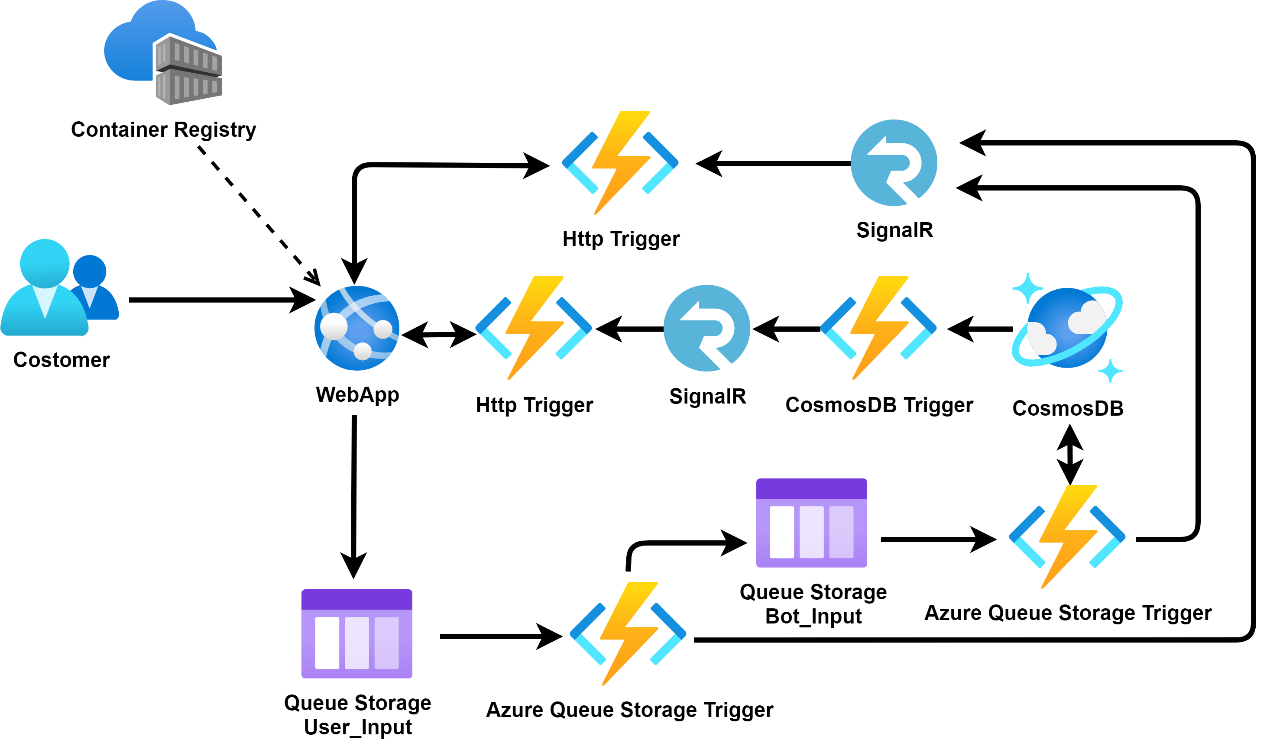 Container Registry
Http Trigger
SignalR
Costomer
WebApp
Http Trigger
SignalR
CosmosDB Trigger
CosmosDB
Queue Storage
Bot_Input
Azure Queue Storage Trigger
Queue Storage
User_Input
Azure Queue Storage Trigger